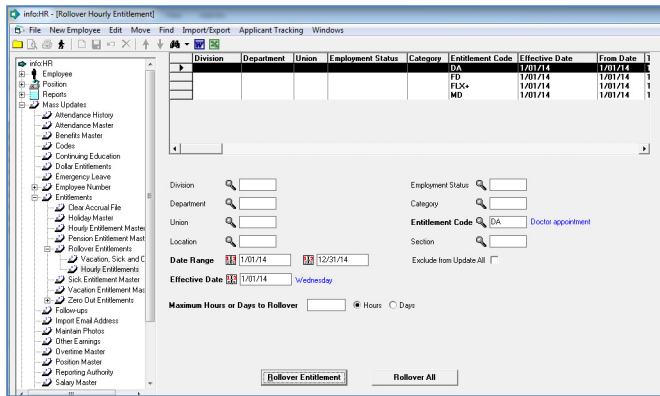 info:HR - [Rollover Hourly Entitlement]
File New Employee Edit Move Find Import/Export Applicant Tracking Windows
Division Department Union Employment Status Category Entitlement Code Effective Date From Date
DA 1/01/14 1/01/14
FD 1/01/14 1/01/14
FLX+ 1/01/14 1/01/14
MD 1/01/14 1/01/14
info:HR
Employee
Position
Reports
Mass Updates
Attendance History
Attendance Master
Benefits Master
Codes
Continuing Education
Dollar Entitlements
Emergency Leave
Employee Number
Entitlements
Clear Accrual File
Holiday Master
Hourly Entitlement Master
Pension Entitlement Mast
Rollover Entitlements
Vacation, Sick and C
Hourly Entitlements
Sick Entitlement Master
Vacation Entitlement Mas
Zero Out Entitlements
Follow-ups
Import Email Address
Maintain Photos
Other Earnings
Overtime Master
Position Master
Reporting Authority
Salary Master
Division Employment Status
Department Category
Union Entitlement Code DA Doctor appointment
Location Section
Date Range 1/01/14 12/31/14 Exclude from Update All
Effective Date 1/01/14 Wednesday
Maximum Hours or Days to Rollover Hours Days
Rollover Entitlement Rollover All